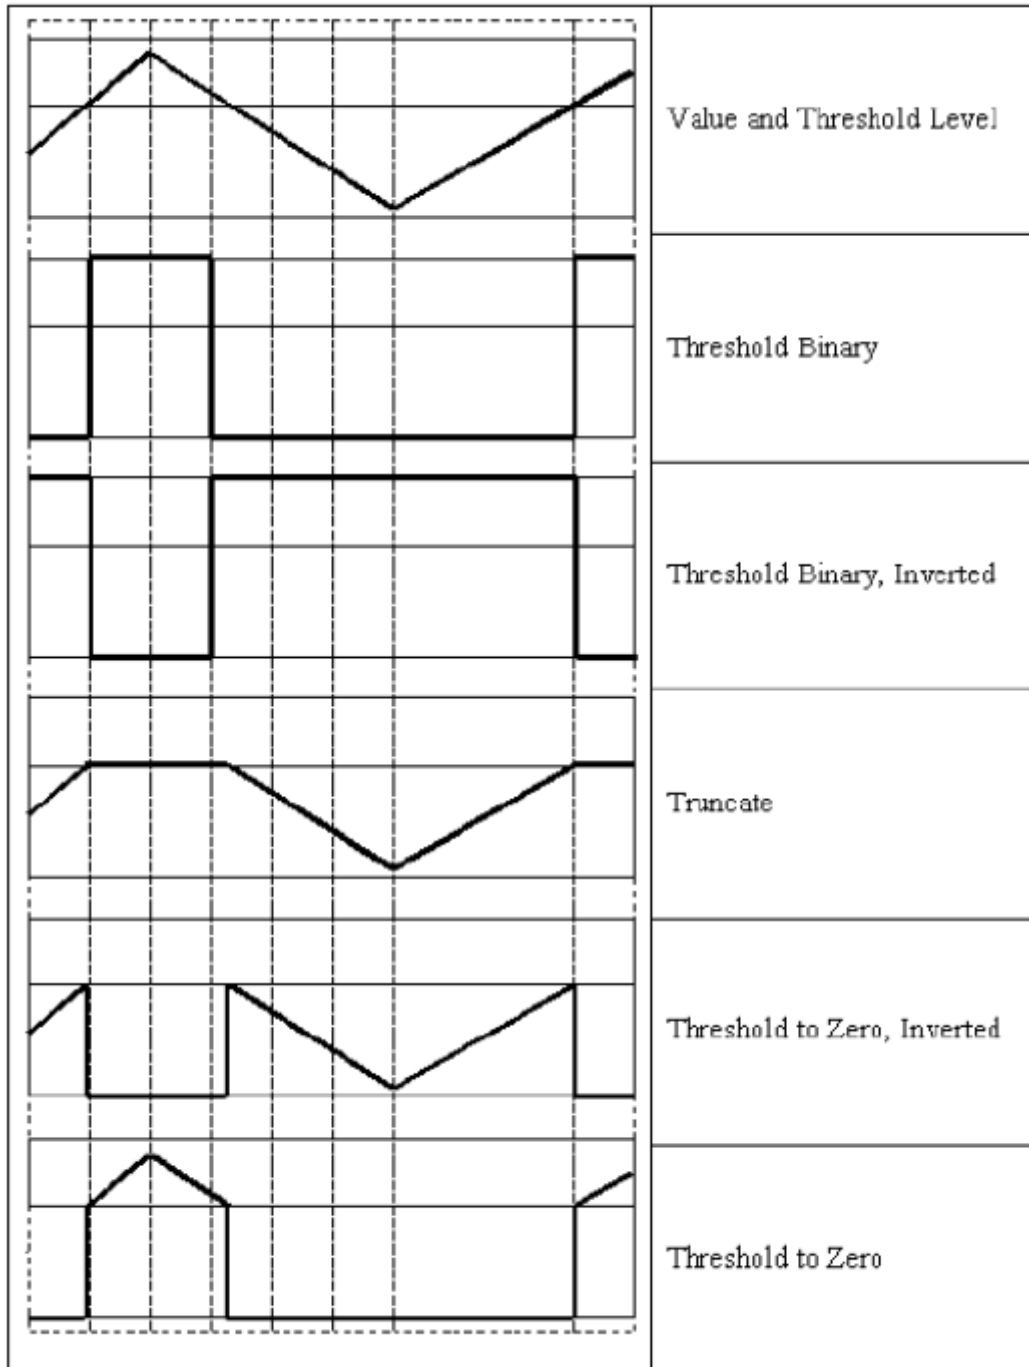 Value and Threshold Level
Threshold Binary
Threshold Binary, Inverted
Truncate
Threshold to Zero, Inverted
Threshold to Zero